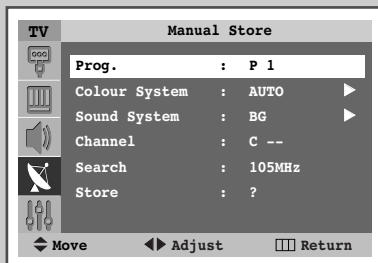 TV Manual Store
Prog. : P 1
Colour System : AUTO
Sound System : BG
Channel : C --
Search : 105MHz
Store : ?
Move Adjust Return